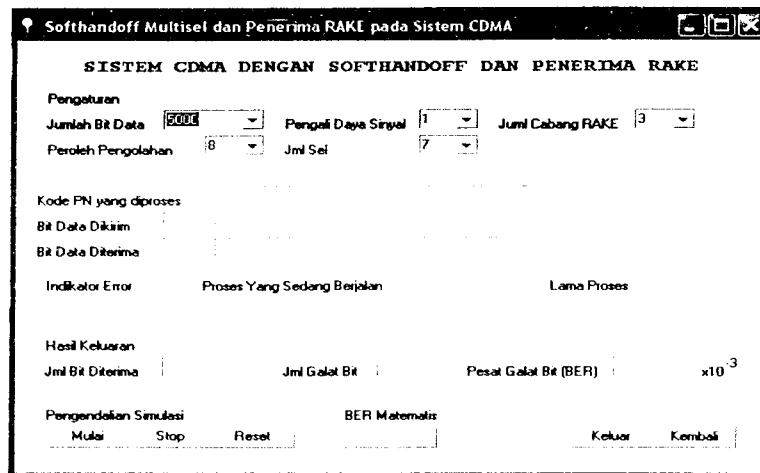 Softhandoff Multisel dan Penerima RAKE pada Sistem CDMA
SISTEM CDMA DENGAN SOFTHANDOFF DAN PENERIMA RAKE
Pengaturan
Jumlah Bit Data 5000 Pengali Daya Sinyal 1 Juml Cabang RAKE 3
Peroleh Pengolahan 8 Jml Sel 7
Kode PN yang diproses
Bit Data Dikirim
Bit Data Diterima
Indikator Error Proses Yang Sedang Berjalan Lama Proses
Hasil Keluaran
Jml Bit Diterima Jml Galat Bit Pesat Galat Bit (BER) x10-3
Pengendalian Simulasi BER Matematis
Mulai Stop Reset Keluar Kembali